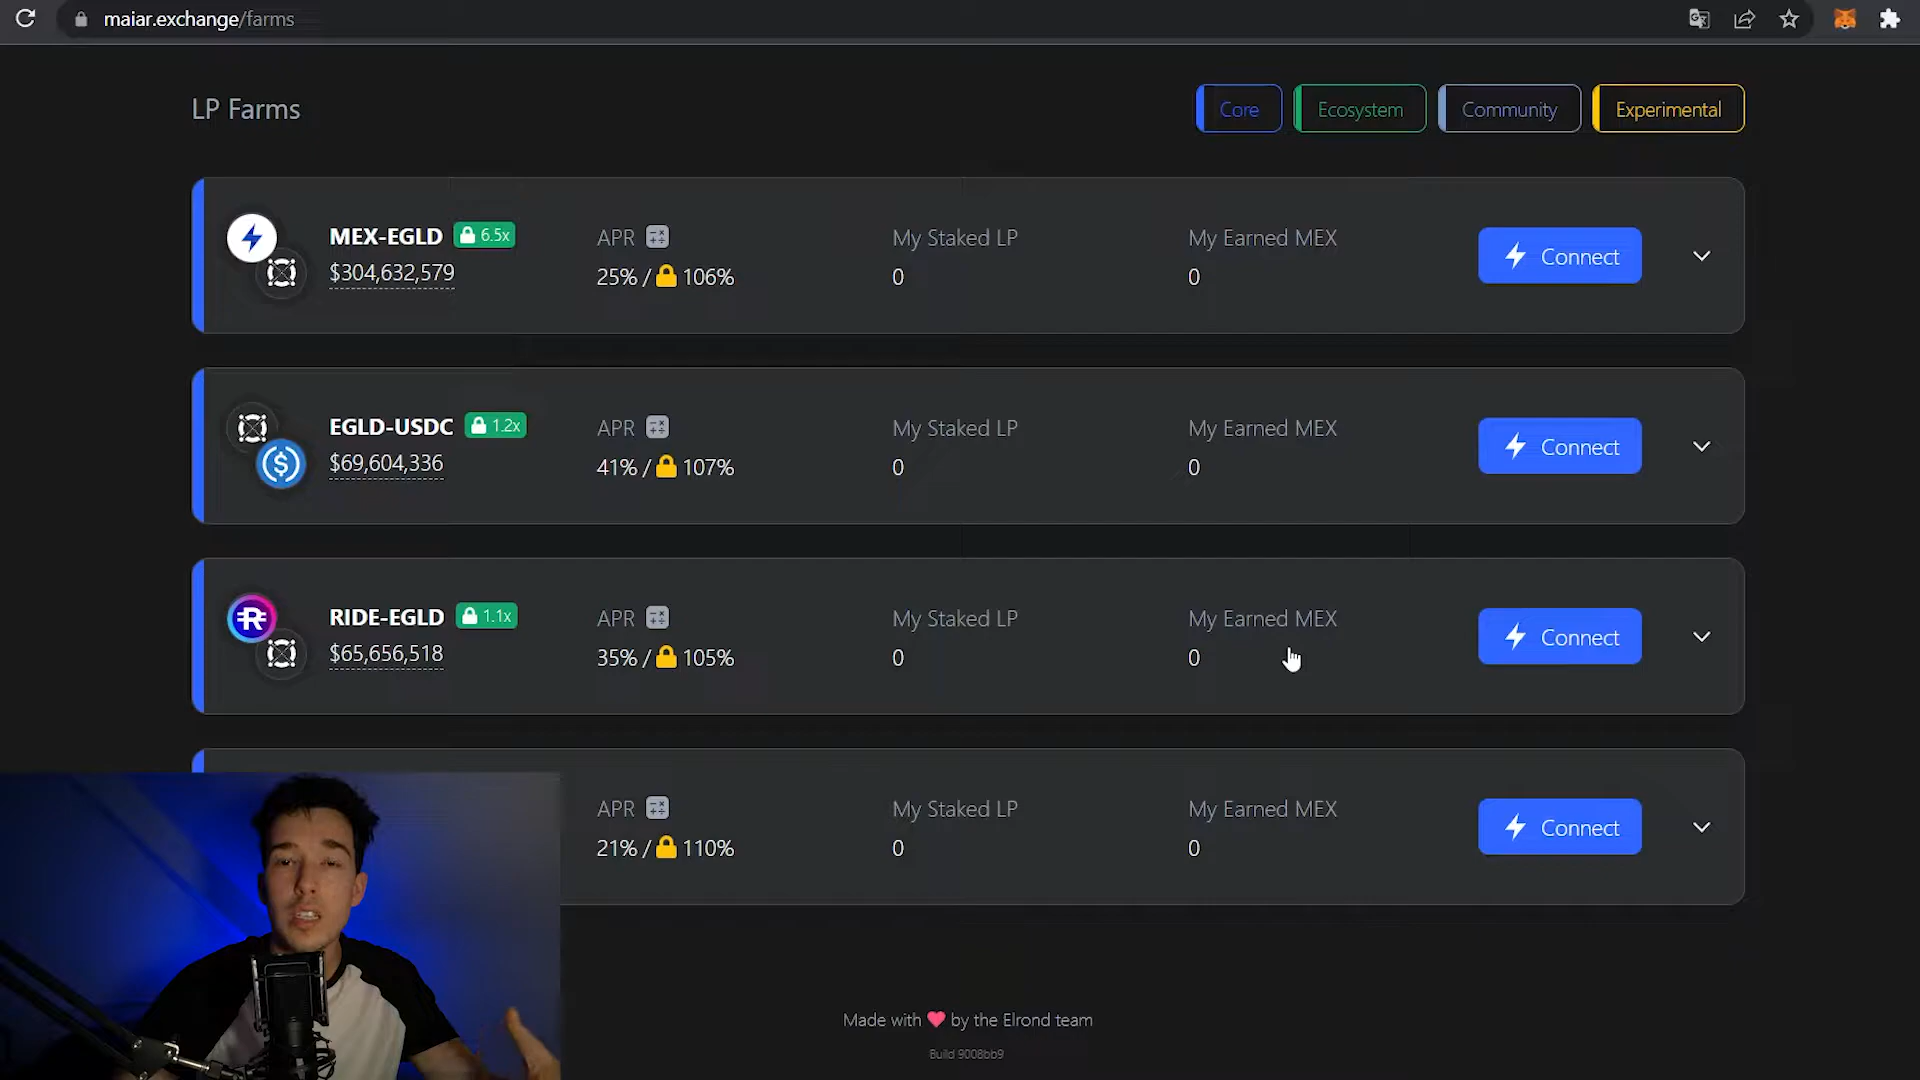 maiar.exchange/farms
LP Farms
Core
Ecosystem
Community
Experimental
MEX-EGLD 6.5x
$304,632,579
APR
25% / 106%
My Staked LP
0
My Earned MEX
0
Connect
EGLD-USDC 1.2x
$69,604,336
APR
41% / 107%
My Staked LP
0
My Earned MEX
0
Connect
RIDE-EGLD 1.1x
$65,656,518
APR
35% / 105%
My Staked LP
0
My Earned MEX
0
Connect
APR
21% / 110%
My Staked LP
0
My Earned MEX
0
Connect
Made with ❤ by the Elrond team
Build 9008bb9